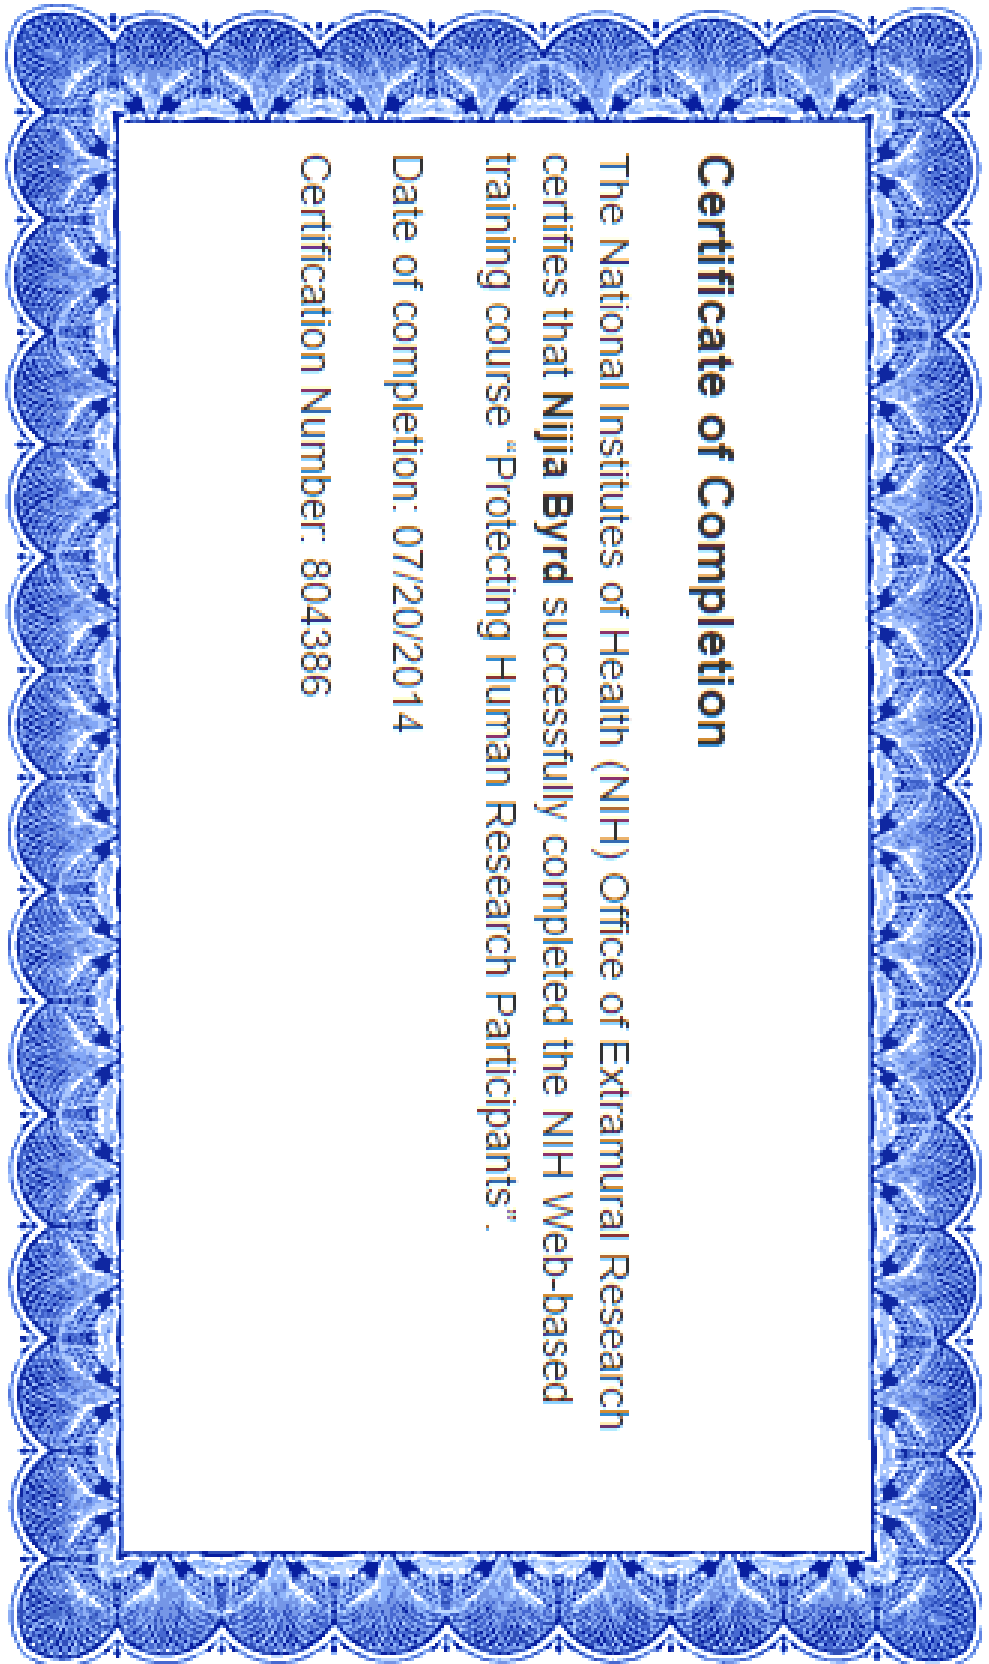 Certificate of Completion
The National Institutes of Health (NIH) Office of Extramural Research
certifies that Nijia Byrd successfully completed the NIH Web-based
training course “Protecting Human Research Participants”.
Date of completion: 07/20/2014
Certification Number: 804386